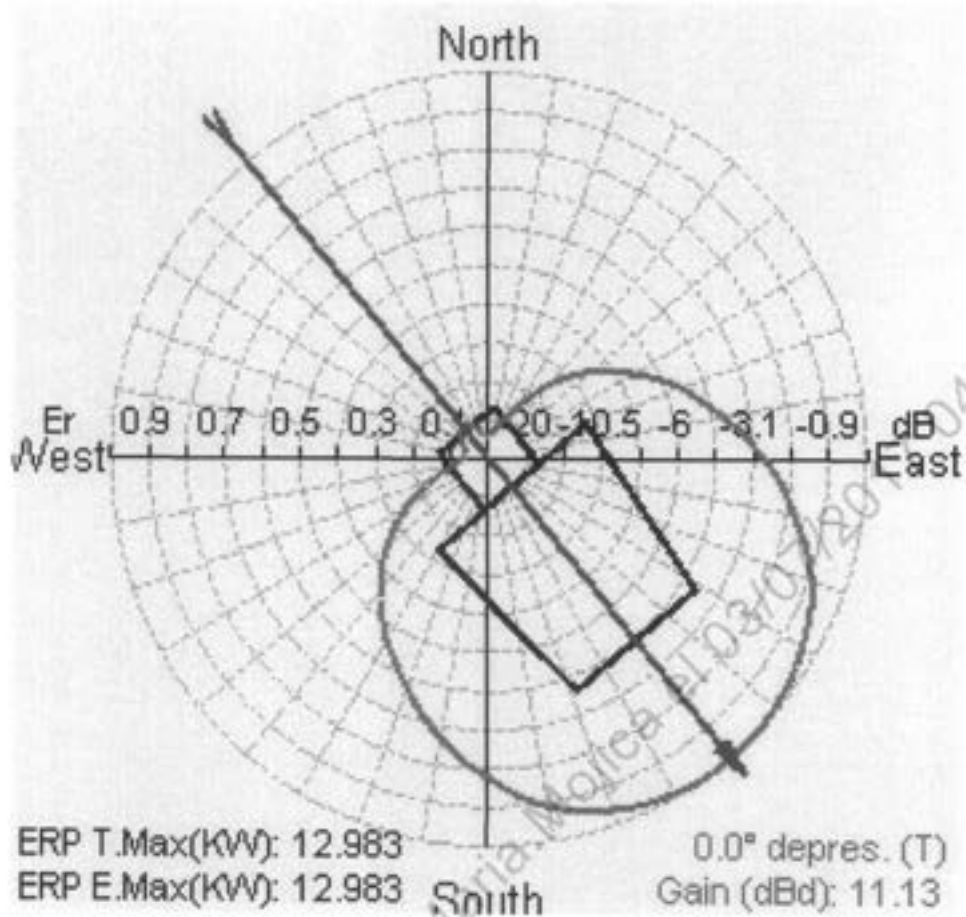 North
Er 0.9 0.7 0.5 0.3 -20 -10.5 -6 -3.1 -0.9 dB
West East
ERP T.Max(KW): 12.983 0.0° depres. (T)
ERP E.Max(KW): 12.983 South Gain (dBd): 11.13